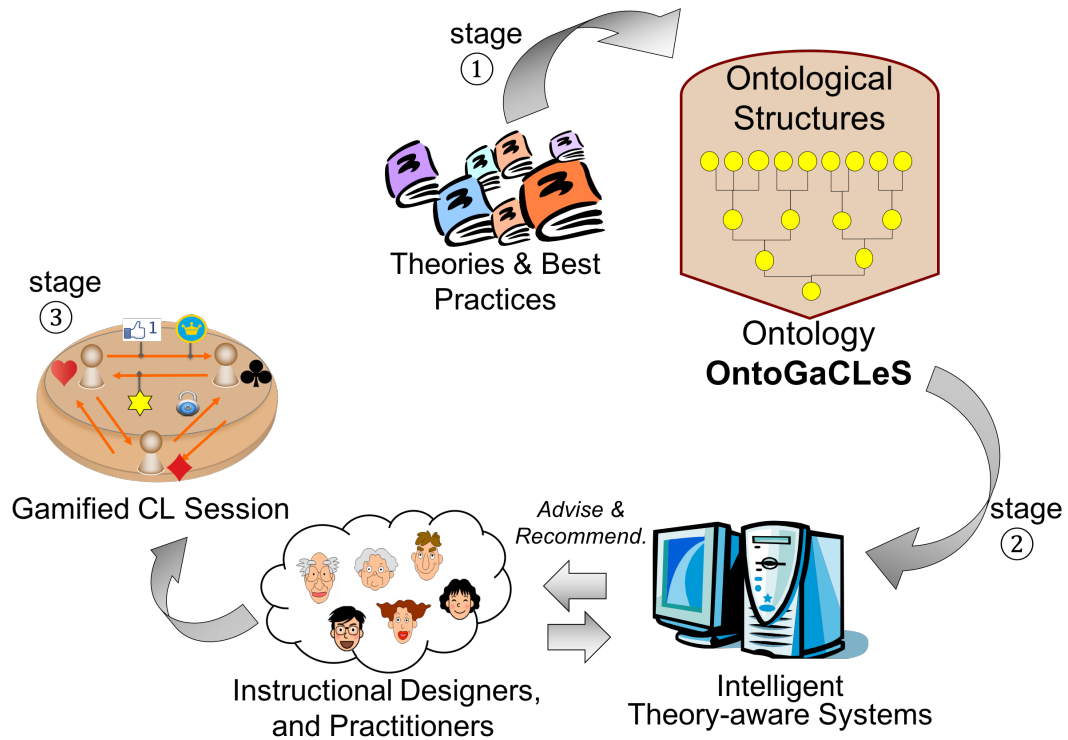 stage
1
Ontological
Structures
Theories & Best
Practices
Ontology
OntoGaCLeS
stage
3
1
Gamified CL Session
Advise &
Recommend.
stage
2
Instructional Designers,
and Practitioners
Intelligent
Theory-aware Systems